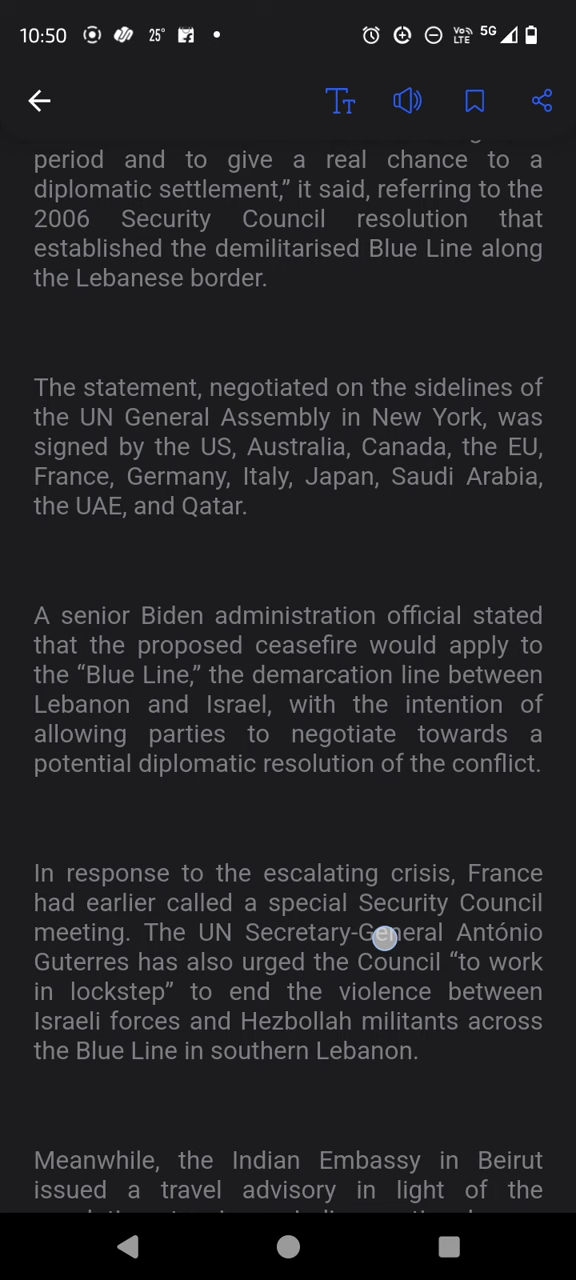 10:50
25°
Vo))
LTE
5G
TT
period and to give a real chance to a
diplomatic settlement,” it said, referring to the
2006 Security Council resolution that
established the demilitarised Blue Line along
the Lebanese border.
The statement, negotiated on the sidelines of
the UN General Assembly in New York, was
signed by the US, Australia, Canada, the EU,
France, Germany, Italy, Japan, Saudi Arabia,
the UAE, and Qatar.
A senior Biden administration official stated
that the proposed ceasefire would apply to
the “Blue Line,” the demarcation line between
Lebanon and Israel, with the intention of
allowing parties to negotiate towards a
potential diplomatic resolution of the conflict.
In response to the escalating crisis, France
had earlier called a special Security Council
meeting. The UN Secretary-General António
Guterres has also urged the Council “to work
in lockstep” to end the violence between
Israeli forces and Hezbollah militants across
the Blue Line in southern Lebanon.
Meanwhile, the Indian Embassy in Beirut
issued a travel advisory in light of the